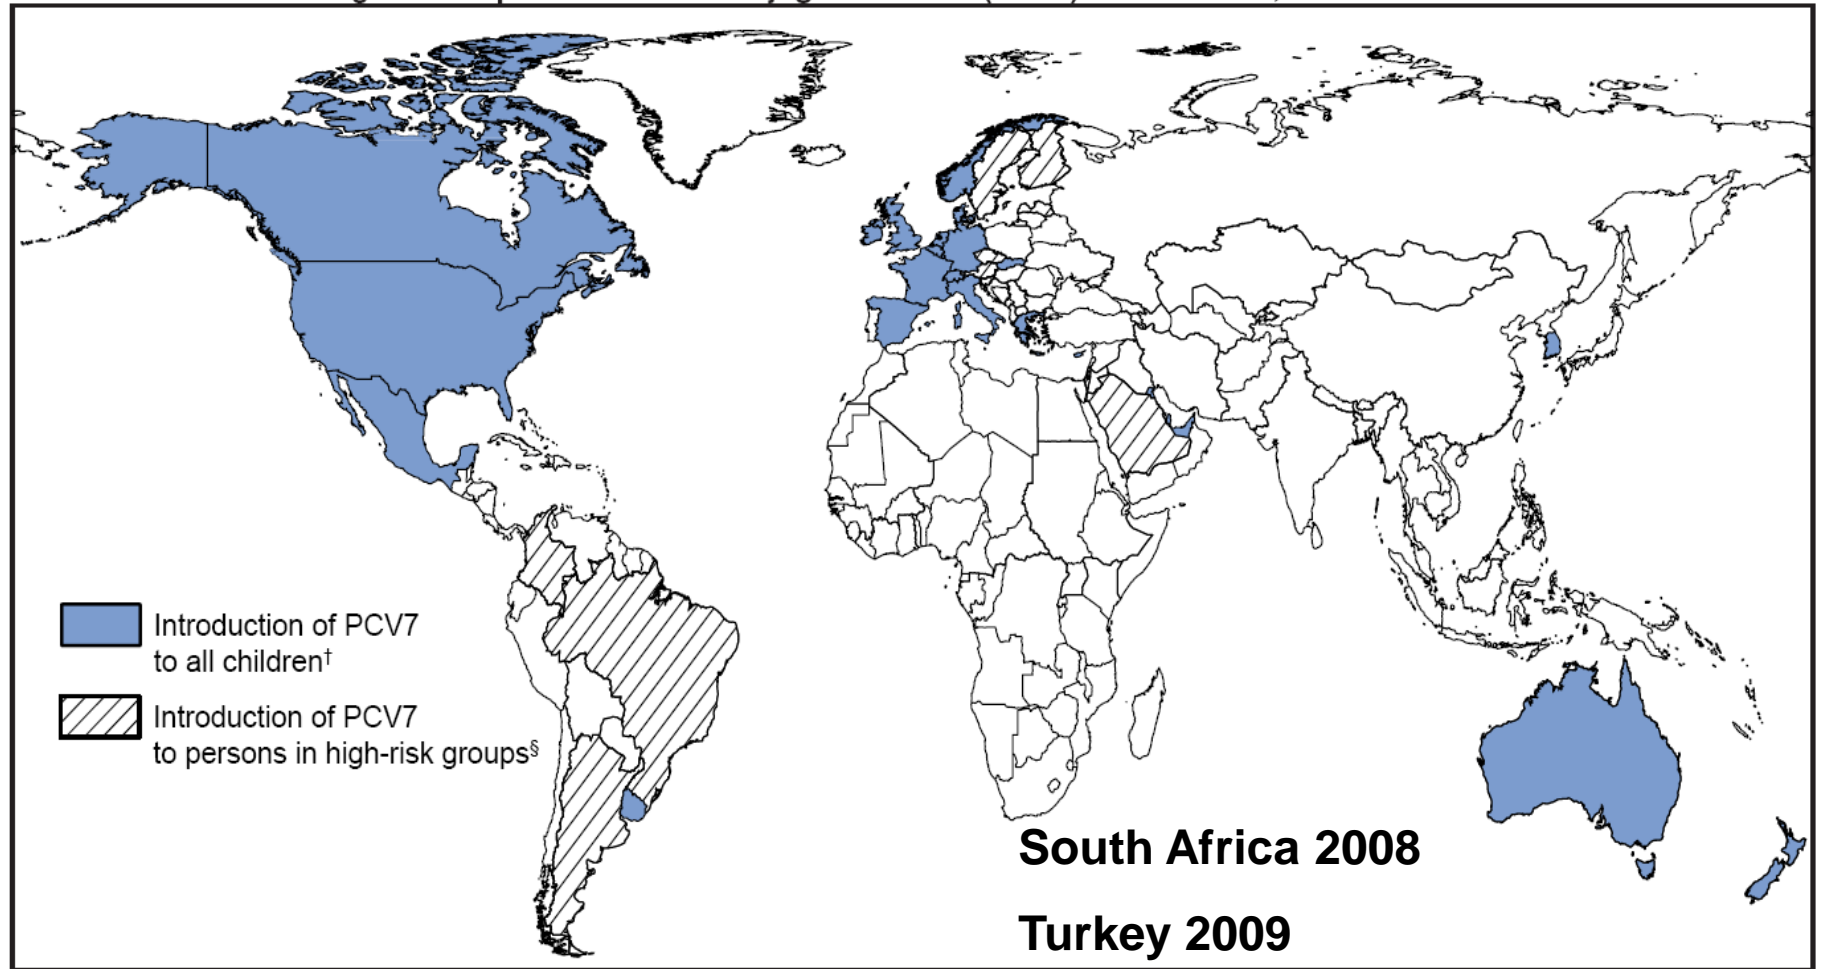 Introduction of PCV7
to all children†
Introduction of PCV7
to persons in high-risk groups§
South Africa 2008
Turkey 2009